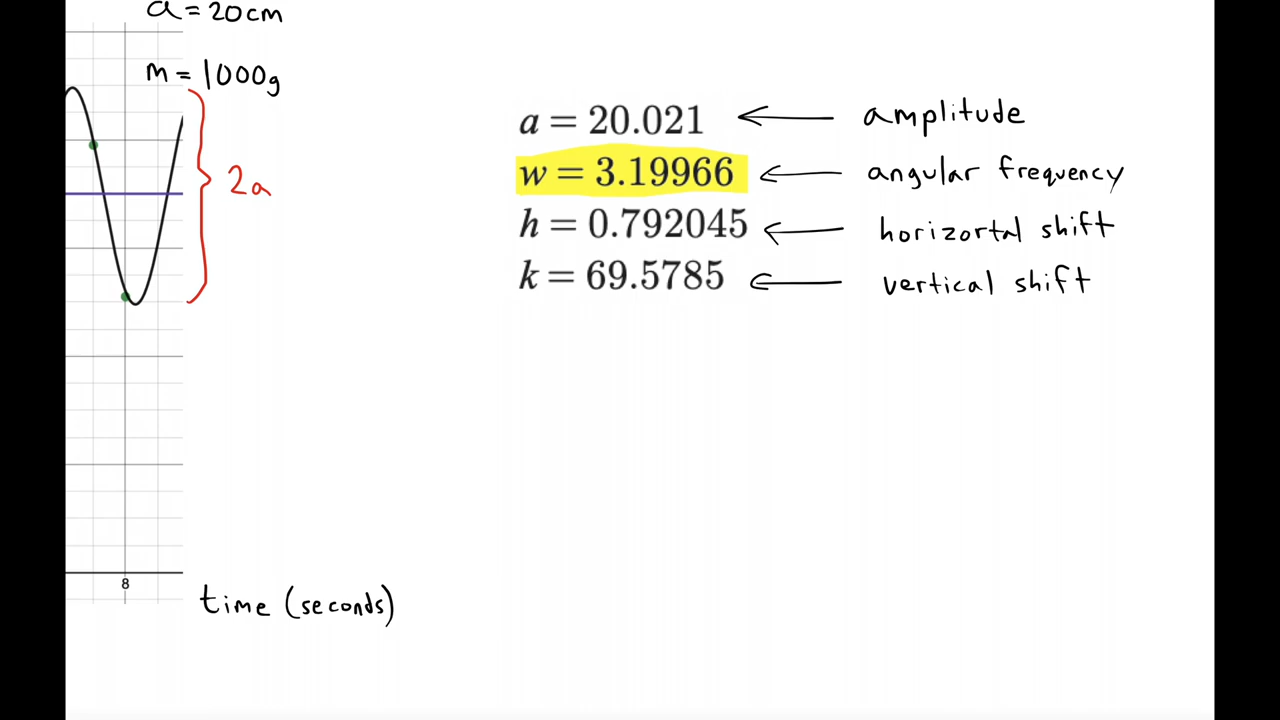 a = 20cm
m = 1000g
2a
a = 20.021 amplitude
w = 3.19966 angular frequency
h = 0.792045 horizortal shift
k = 69.5785 vertical shift
8
time (seconds)